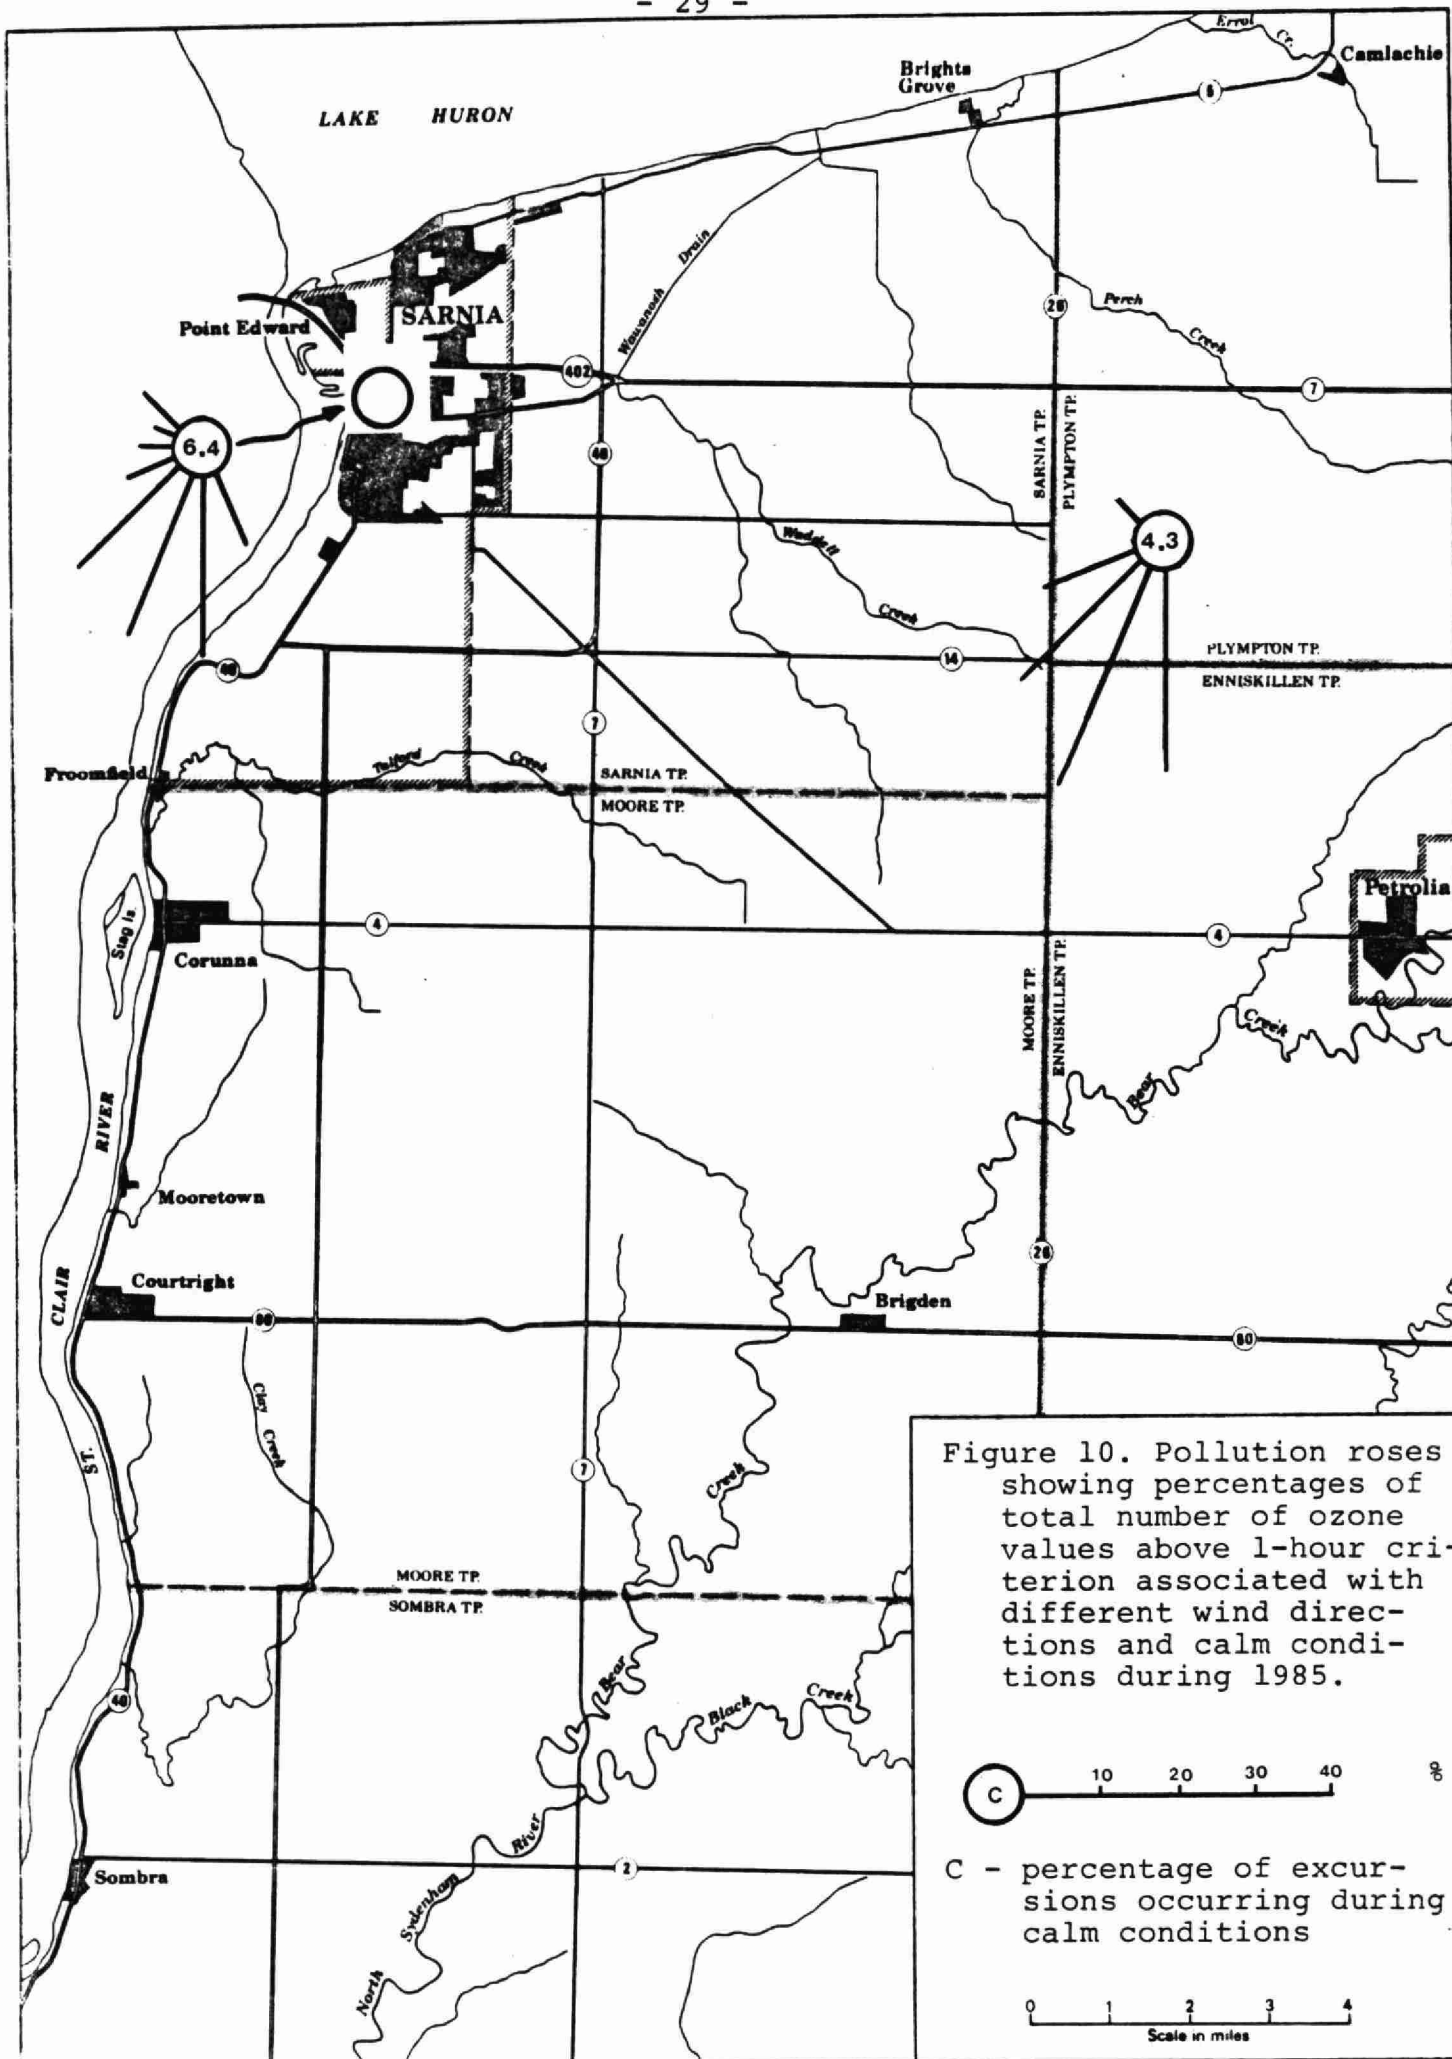 - 29 -
Errol
Cr.
Camlachie
Brights
Grove
6
LAKE HURON
Drain
Wawanosh
SARNIA
Point Edward
26
Perch
Creek
402
7
6.4
40
SARNIA TP.
PLYMPTON TP.
4.3
Waddell
Creek
14
PLYMPTON TP.
ENNISKILLEN TP.
40
7
Froomfield
Talford
Creek
SARNIA TP.
MOORE TP.
Petrolia
Stag Is.
Corunna
4
4
MOORE TP.
ENNISKILLEN TP.
Creek
Bear
RIVER
Mooretown
26
CLAIR
Courtright
80
Brigden
80
Clay
Creek
ST.
7
Creek
MOORE TP.
SOMBRA TP.
Bear
40
Black
Creek
River
Sombra
2
Sydenham
North
Figure 10. Pollution roses
showing percentages of
total number of ozone
values above 1-hour cri-
terion associated with
different wind direc-
tions and calm condi-
tions during 1985.
10 20 30 40 %
C
C - percentage of excur-
sions occurring during
calm conditions
0 1 2 3 4
Scale in miles